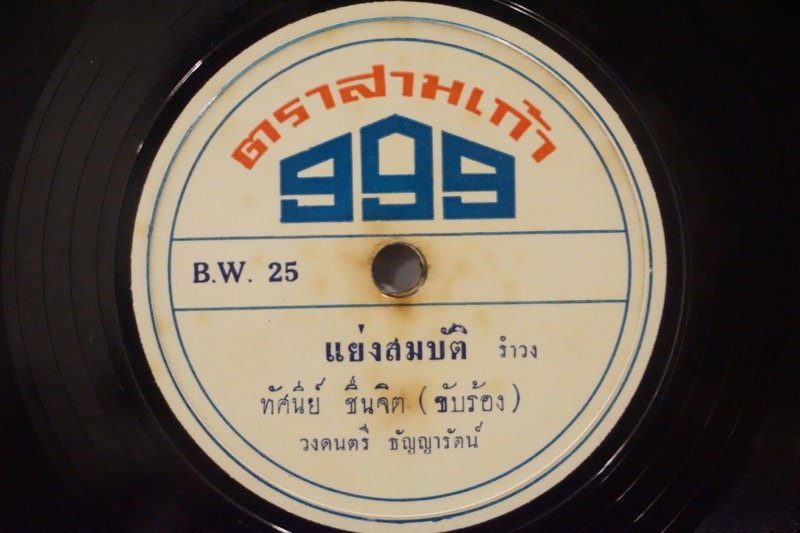 ตราสามเก้า
999
B.W. 25
แย่งสมบัติ รำวง
ทัศนีย์ ชื่นจิต (ขับร้อง)
วงดนตรี ธัญญารัตน์